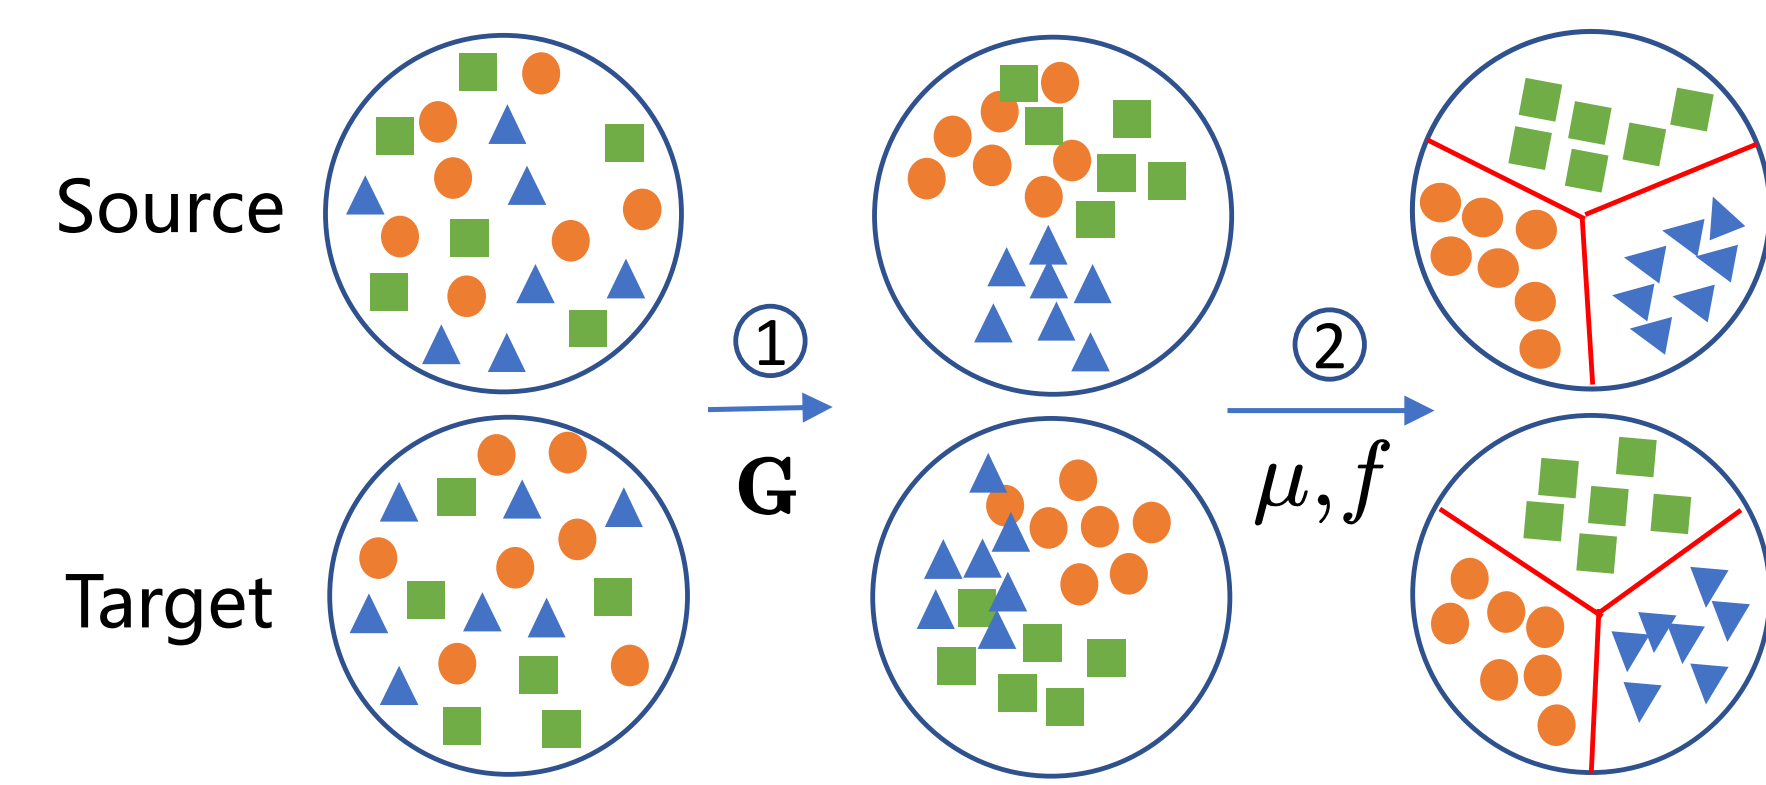 Source
①
②
G
μ, f
Target